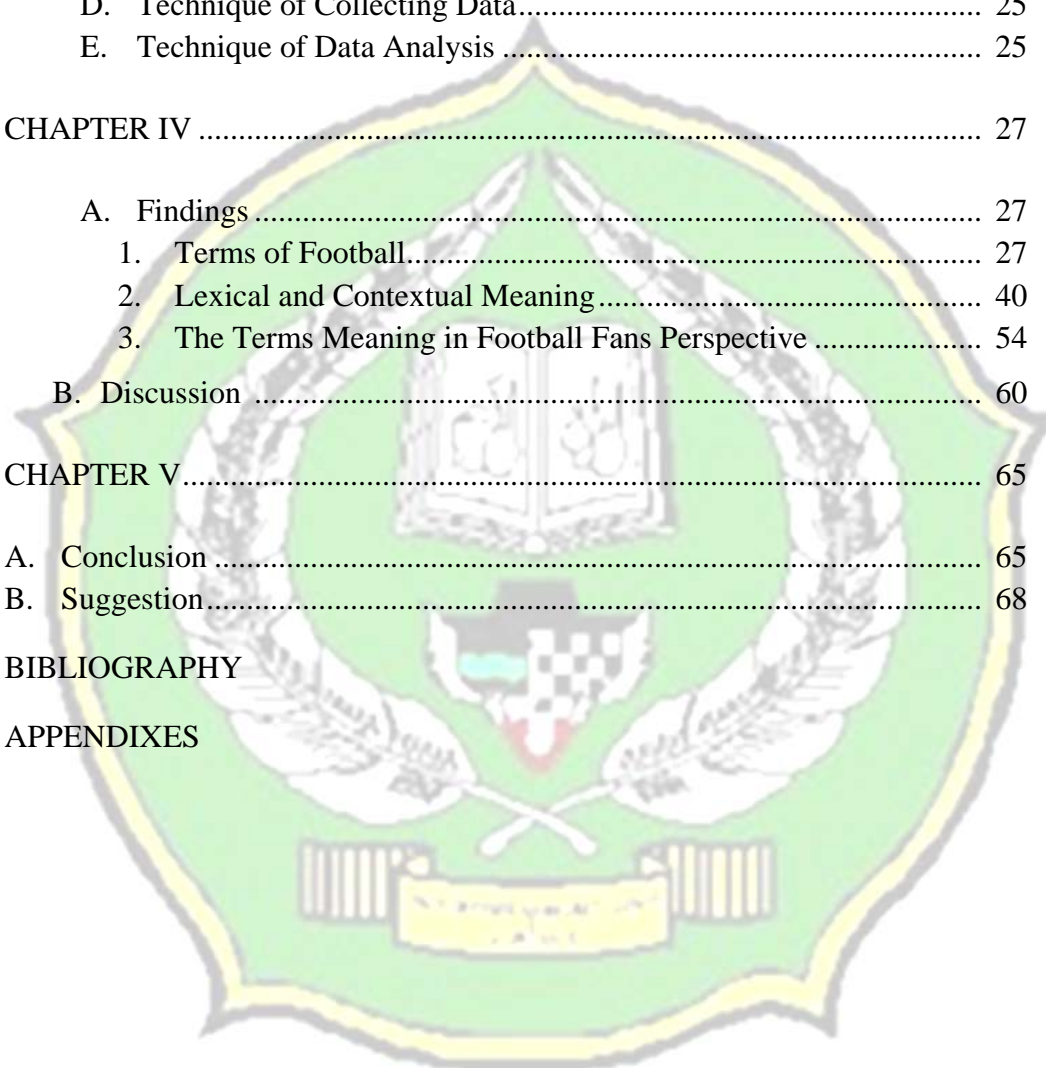 D. Technique of Collecting Data.......................................................... 25
E. Technique of Data Analysis ............................................................ 25
CHAPTER IV .................................................................................................. 27
A. Findings ........................................................................................... 27
1. Terms of Football........................................................................ 27
2. Lexical and Contextual Meaning................................................ 40
3. The Terms Meaning in Football Fans Perspective ..................... 54
B. Discussion ........................................................................................... 60
CHAPTER V.................................................................................................... 65
A. Conclusion ................................................................................................ 65
B. Suggestion................................................................................................. 68
BIBLIOGRAPHY
APPENDIXES